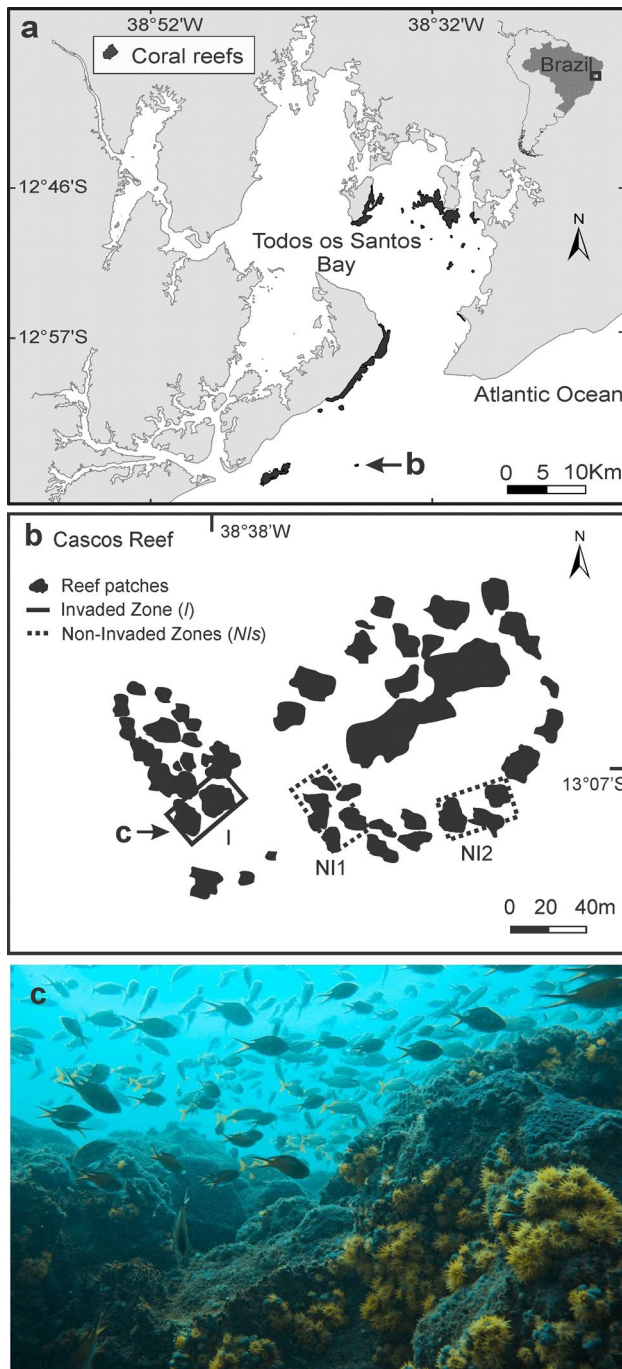 a
38°52'W
38°32'W
Coral reefs
Brazil
12°46'S
N
Todos os Santos
Bay
12°57'S
Atlantic Ocean
b
0 5 10Km
b Cascos Reef
38°38'W
N
Reef patches
Invaded Zone (I)
Non-Invaded Zones (NIs)
13°07'S
c
I
NI1
NI2
0 20 40m
c